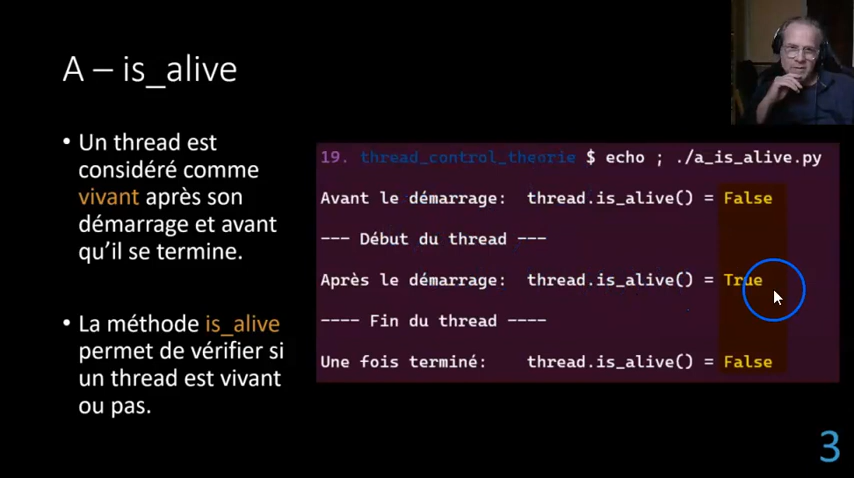 A – is_alive
• Un thread est
considéré comme
vivant après son
démarrage et avant
qu'il se termine.
• La méthode is_alive
permet de vérifier si
un thread est vivant
ou pas.
19. thread_control_theorie $ echo ; ./a_is_alive.py
Avant le démarrage: thread.is_alive() = False
--- Début du thread ---
Après le démarrage: thread.is_alive() = True
---- Fin du thread ----
Une fois terminé: thread.is_alive() = False
3